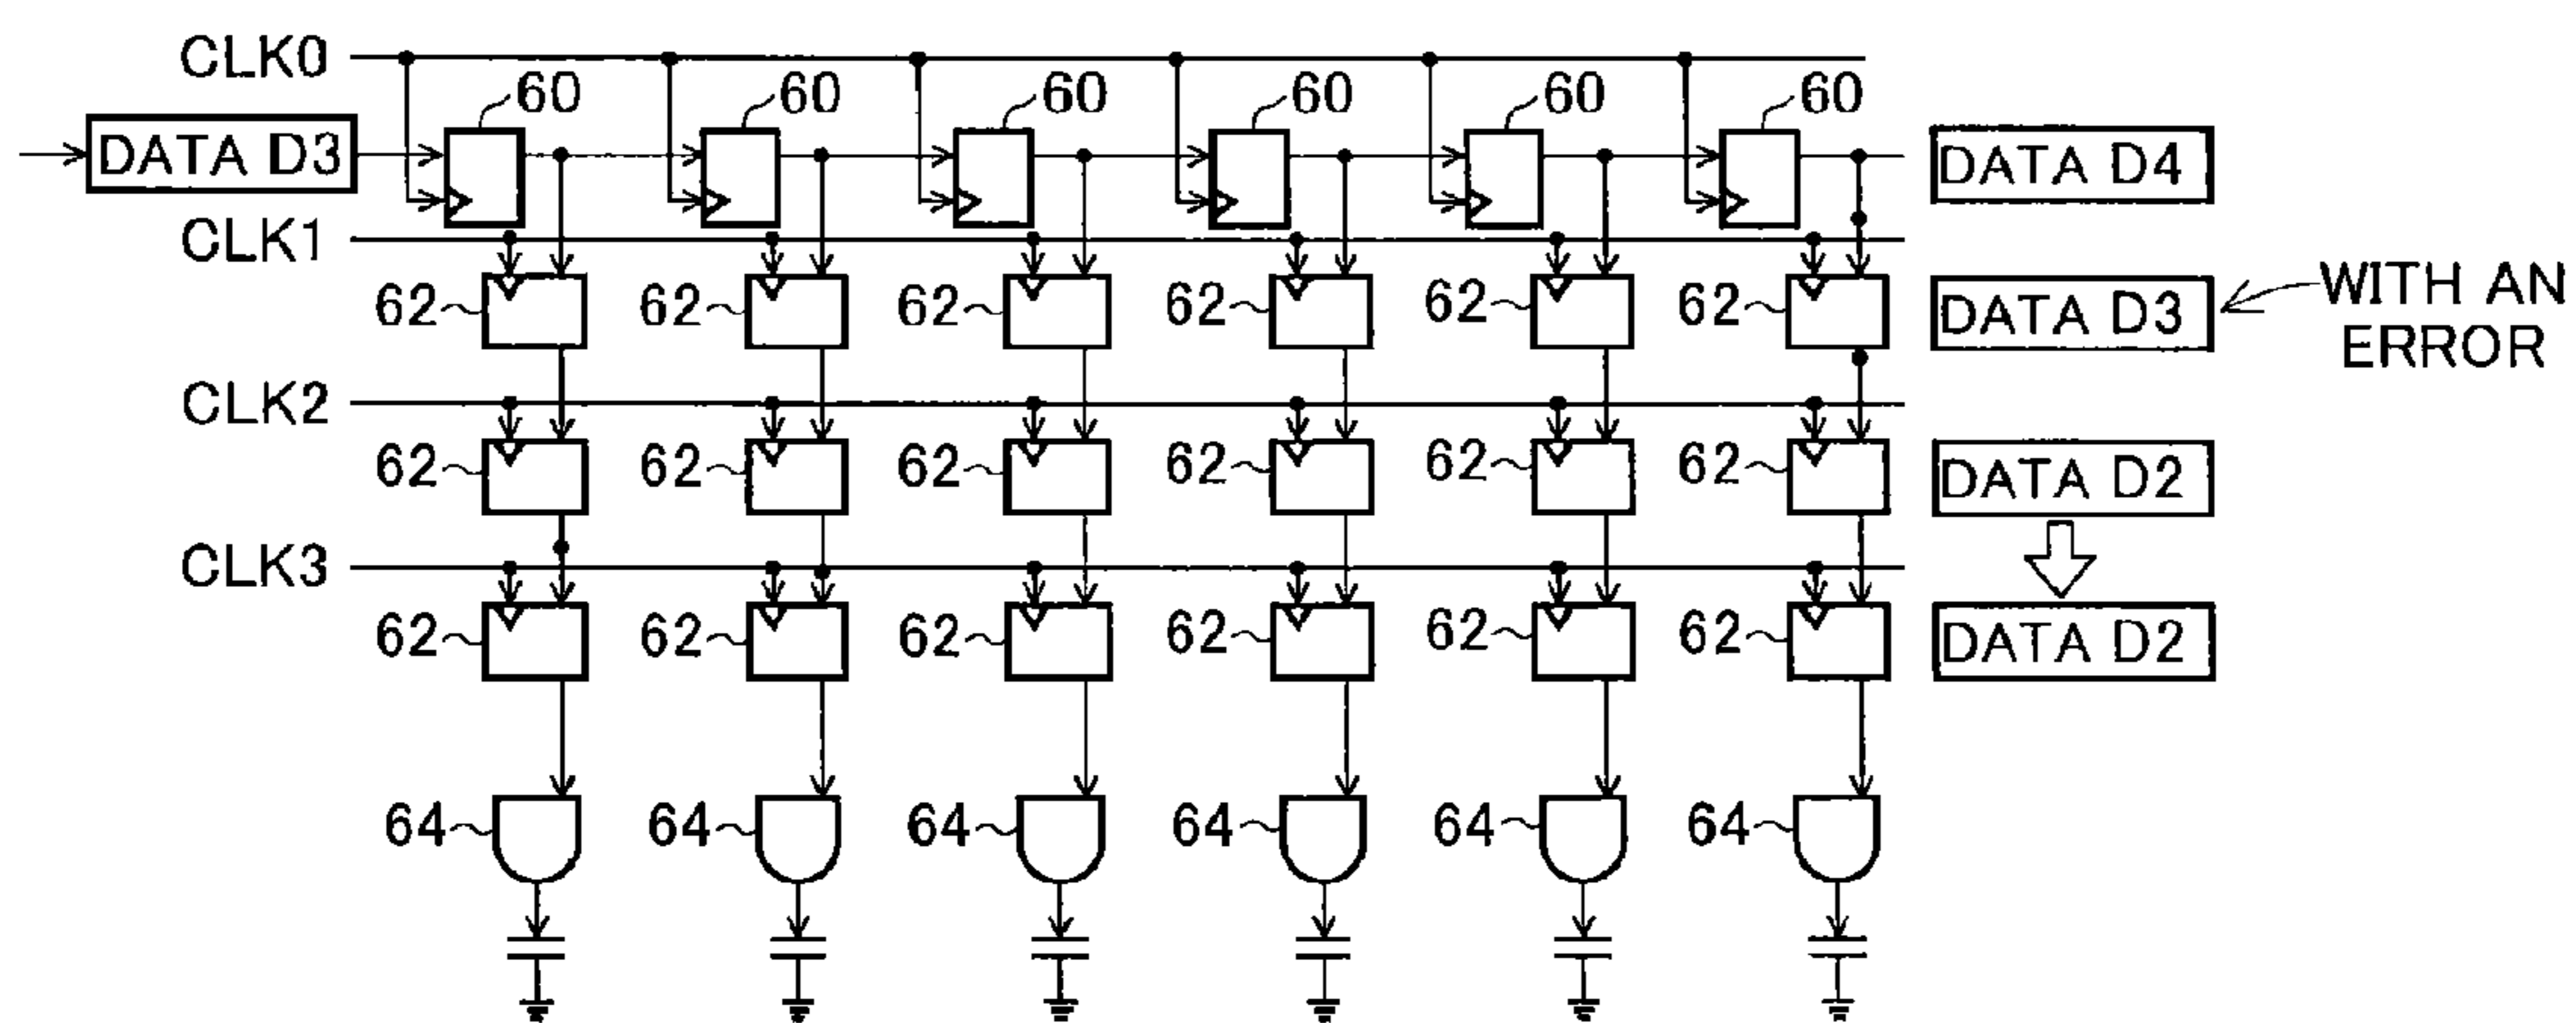 CLK0
60 60 60 60 60 60
DATA D3
DATA D4
CLK1
62 62 62 62 62 62
DATA D3
WITH AN
ERROR
CLK2
62 62 62 62 62 62
DATA D2
CLK3
62 62 62 62 62 62
DATA D2
64 64 64 64 64 64